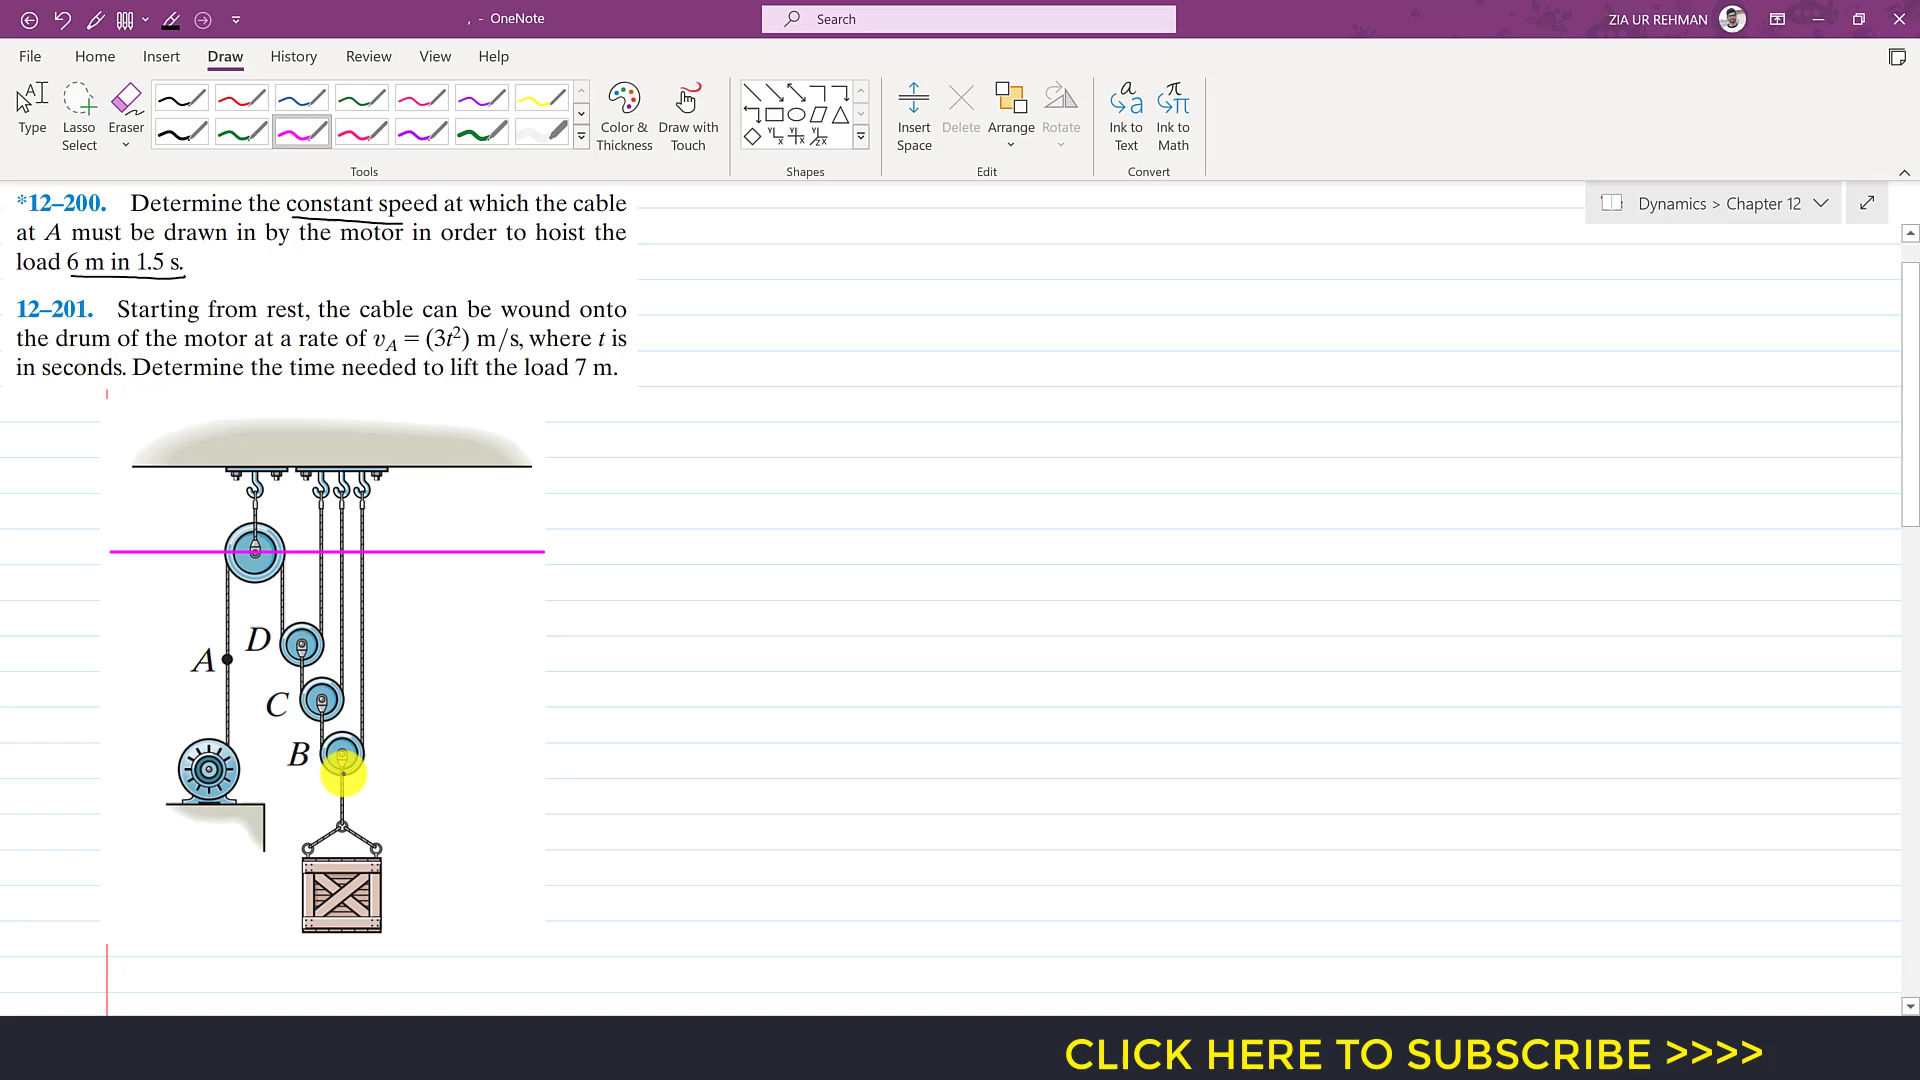 , - OneNote
Search
ZIA UR REHMAN
File Home Insert Draw History Review View Help
Type
Lasso Select
Eraser
Color & Thickness
Draw with Touch
Insert Space
Delete
Arrange
Rotate
Ink to Text
Ink to Math
Tools
Shapes
Edit
Convert
Dynamics > Chapter 12
*12–200. Determine the constant speed at which the cable
at A must be drawn in by the motor in order to hoist the
load 6 m in 1.5 s.
12–201. Starting from rest, the cable can be wound onto
the drum of the motor at a rate of v_A = (3t²) m/s, where t is
in seconds. Determine the time needed to lift the load 7 m.
D
A
C
B
CLICK HERE TO SUBSCRIBE >>>>